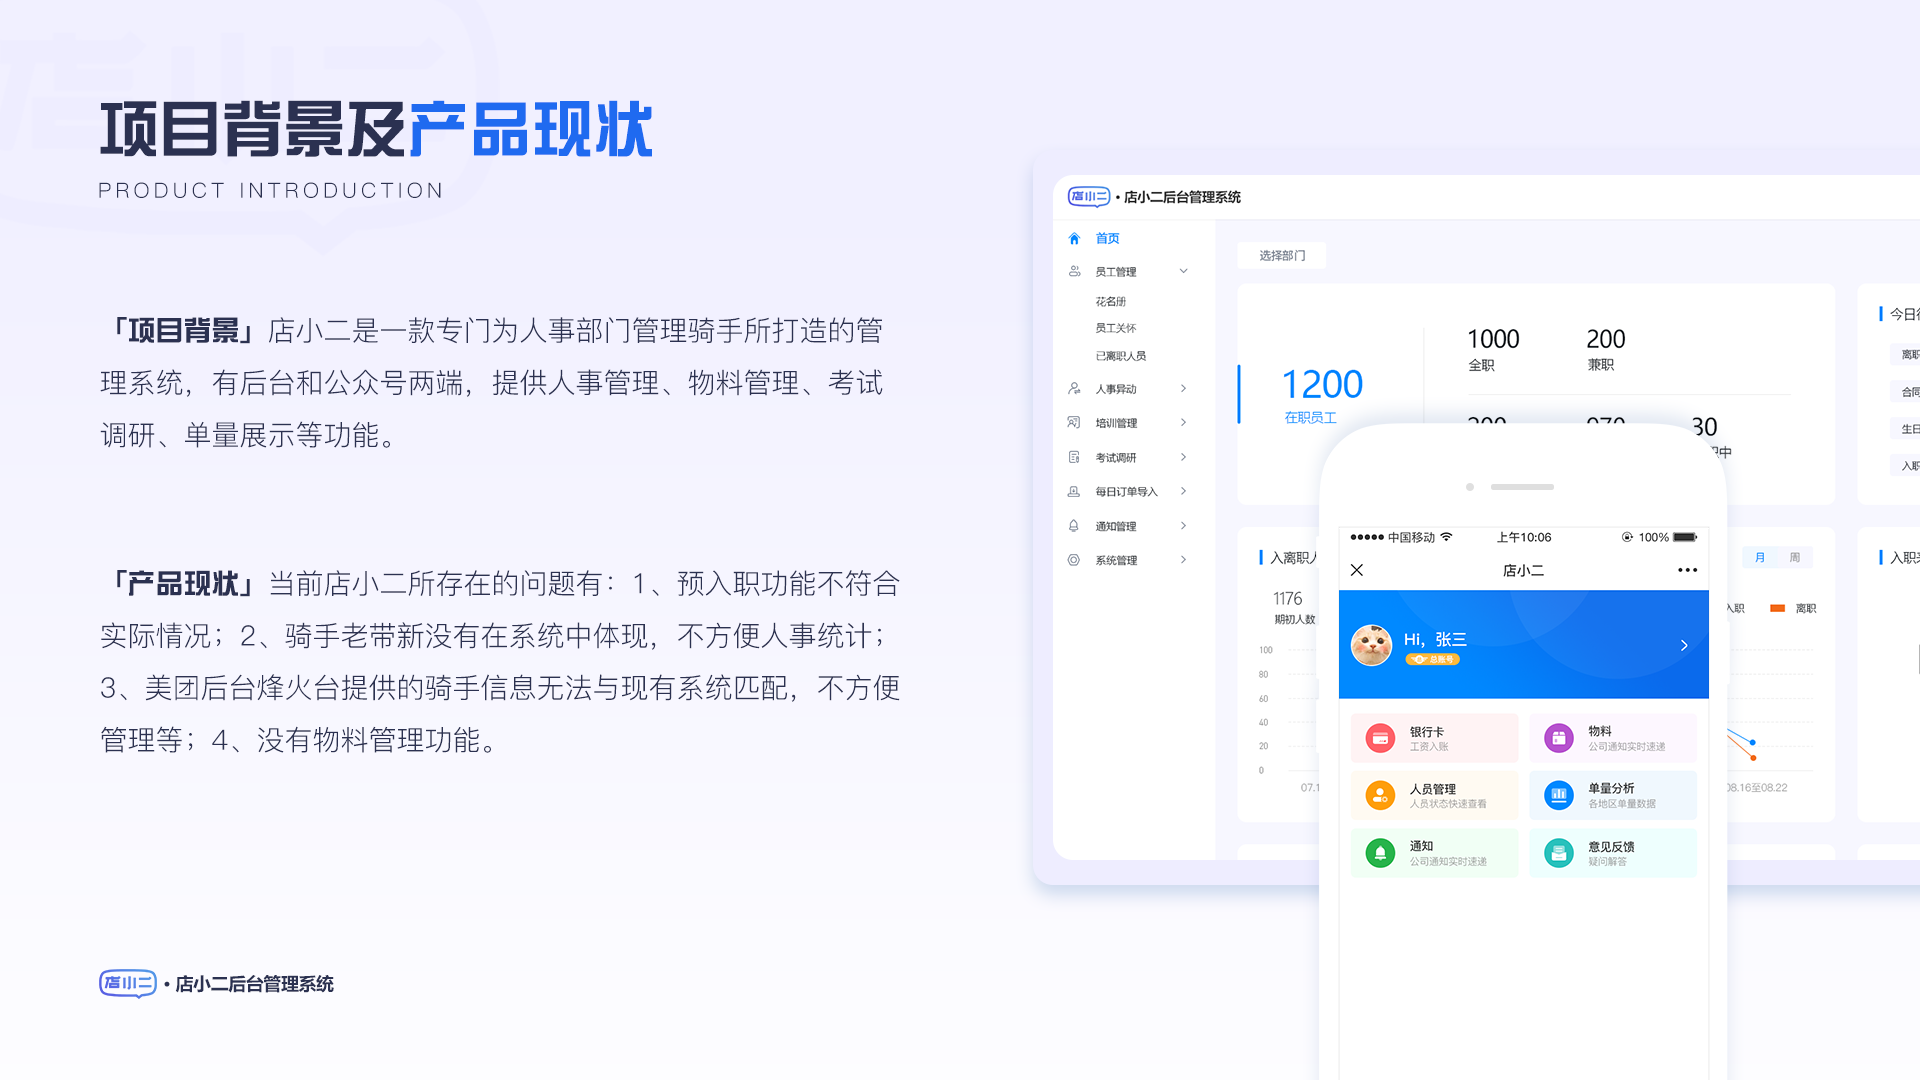 店小二
项目背景及产品现状
PRODUCT INTRODUCTION
「项目背景」店小二是一款专门为人事部门管理骑手所打造的管
理系统，有后台和公众号两端，提供人事管理、物料管理、考试
调研、单量展示等功能。
「产品现状」当前店小二所存在的问题有：1、预入职功能不符合
实际情况；2、骑手老带新没有在系统中体现，不方便人事统计；
3、美团后台烽火台提供的骑手信息无法与现有系统匹配，不方便
管理等；4、没有物料管理功能。
店小二·店小二后台管理系统
店小二·店小二后台管理系统
首页
员工管理
花名册
员工关怀
已离职人员
人事异动
培训管理
考试调研
每日订单导入
通知管理
系统管理
选择部门
1200
在职员工
1000
全职
200
兼职
30
职中
今日
离职
合同
生日
入职
入离职
1176
期初人数
月
周
入职
离职
100
80
60
40
20
0
07.1
08.16至08.22
入职
中国移动
上午10:06
100%
店小二
Hi，张三
总账号
银行卡
工资入账
物料
公司通知实时速递
人员管理
人员状态快速查看
单量分析
各地区单量数据
通知
公司通知实时速递
意见反馈
疑问解答